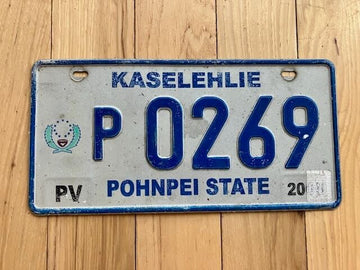 KASELEHLIE
P 0269
PV POHNPEI STATE 20